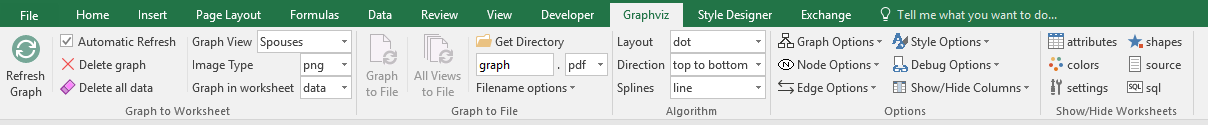 File Home Insert Page Layout Formulas Data Review View Developer Graphviz Style Designer Exchange Tell me what you want to do...
Refresh Graph
Automatic Refresh
Delete graph
Delete all data
Graph View Spouses
Image Type png
Graph in worksheet data
Graph to Worksheet
Graph to File
All Views to File
Get Directory
graph . pdf
Filename options
Graph to File
Layout dot
Direction top to bottom
Splines line
Algorithm
Graph Options
Node Options
Edge Options
Style Options
Debug Options
Show/Hide Columns
Options
attributes
colors
settings
shapes
source
SQL sql
Show/Hide Worksheets